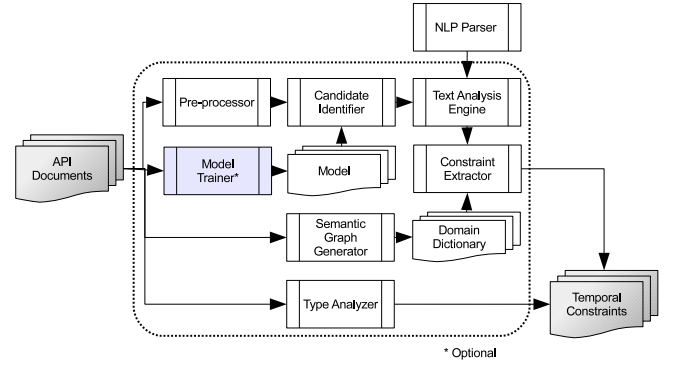 NLP Parser
Pre-processor
Candidate
Identifier
Text Analysis
Engine
API
Documents
Model
Trainer*
Model
Constraint
Extractor
Semantic
Graph
Generator
Domain
Dictionary
Type Analyzer
Temporal
Constraints
* Optional